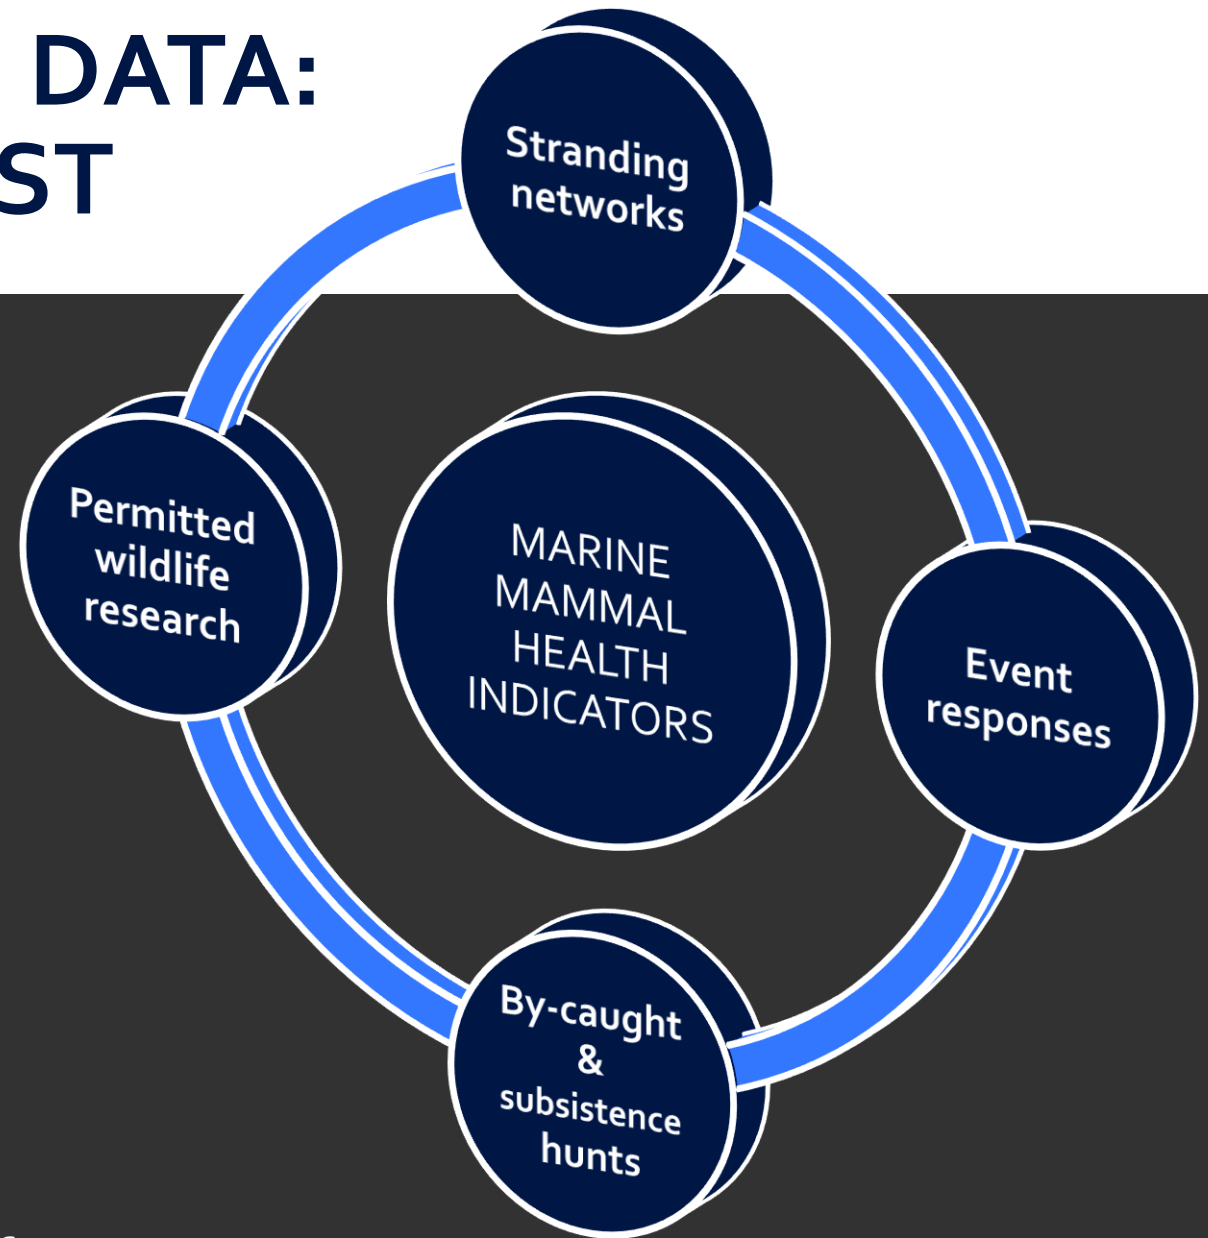 DATA:
ST
Stranding
networks
Permitted
wildlife
research
MARINE
MAMMAL
HEALTH
INDICATORS
Event
responses
By-caught
&
subsistence
hunts